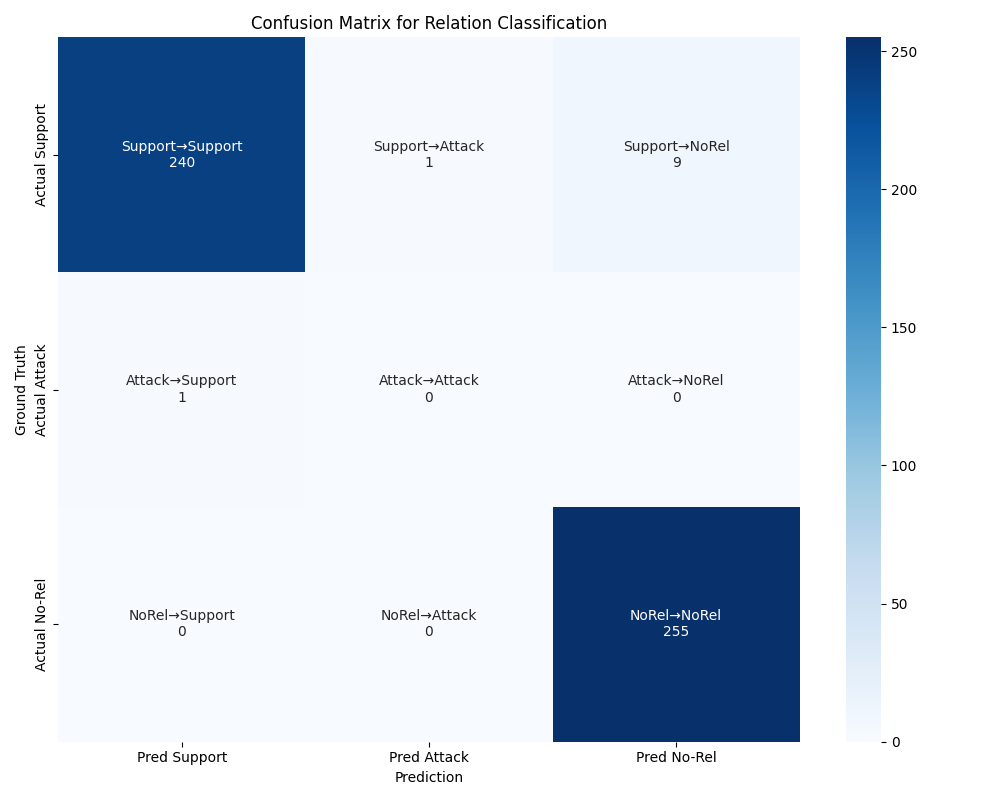 Confusion Matrix for Relation Classification
Ground Truth
Actual Support
Support→Support
240
Support→Attack
1
Support→NoRel
9
Actual Attack
Attack→Support
1
Attack→Attack
0
Attack→NoRel
0
Actual No-Rel
NoRel→Support
0
NoRel→Attack
0
NoRel→NoRel
255
Pred Support
Pred Attack
Pred No-Rel
Prediction
250
200
150
100
50
0